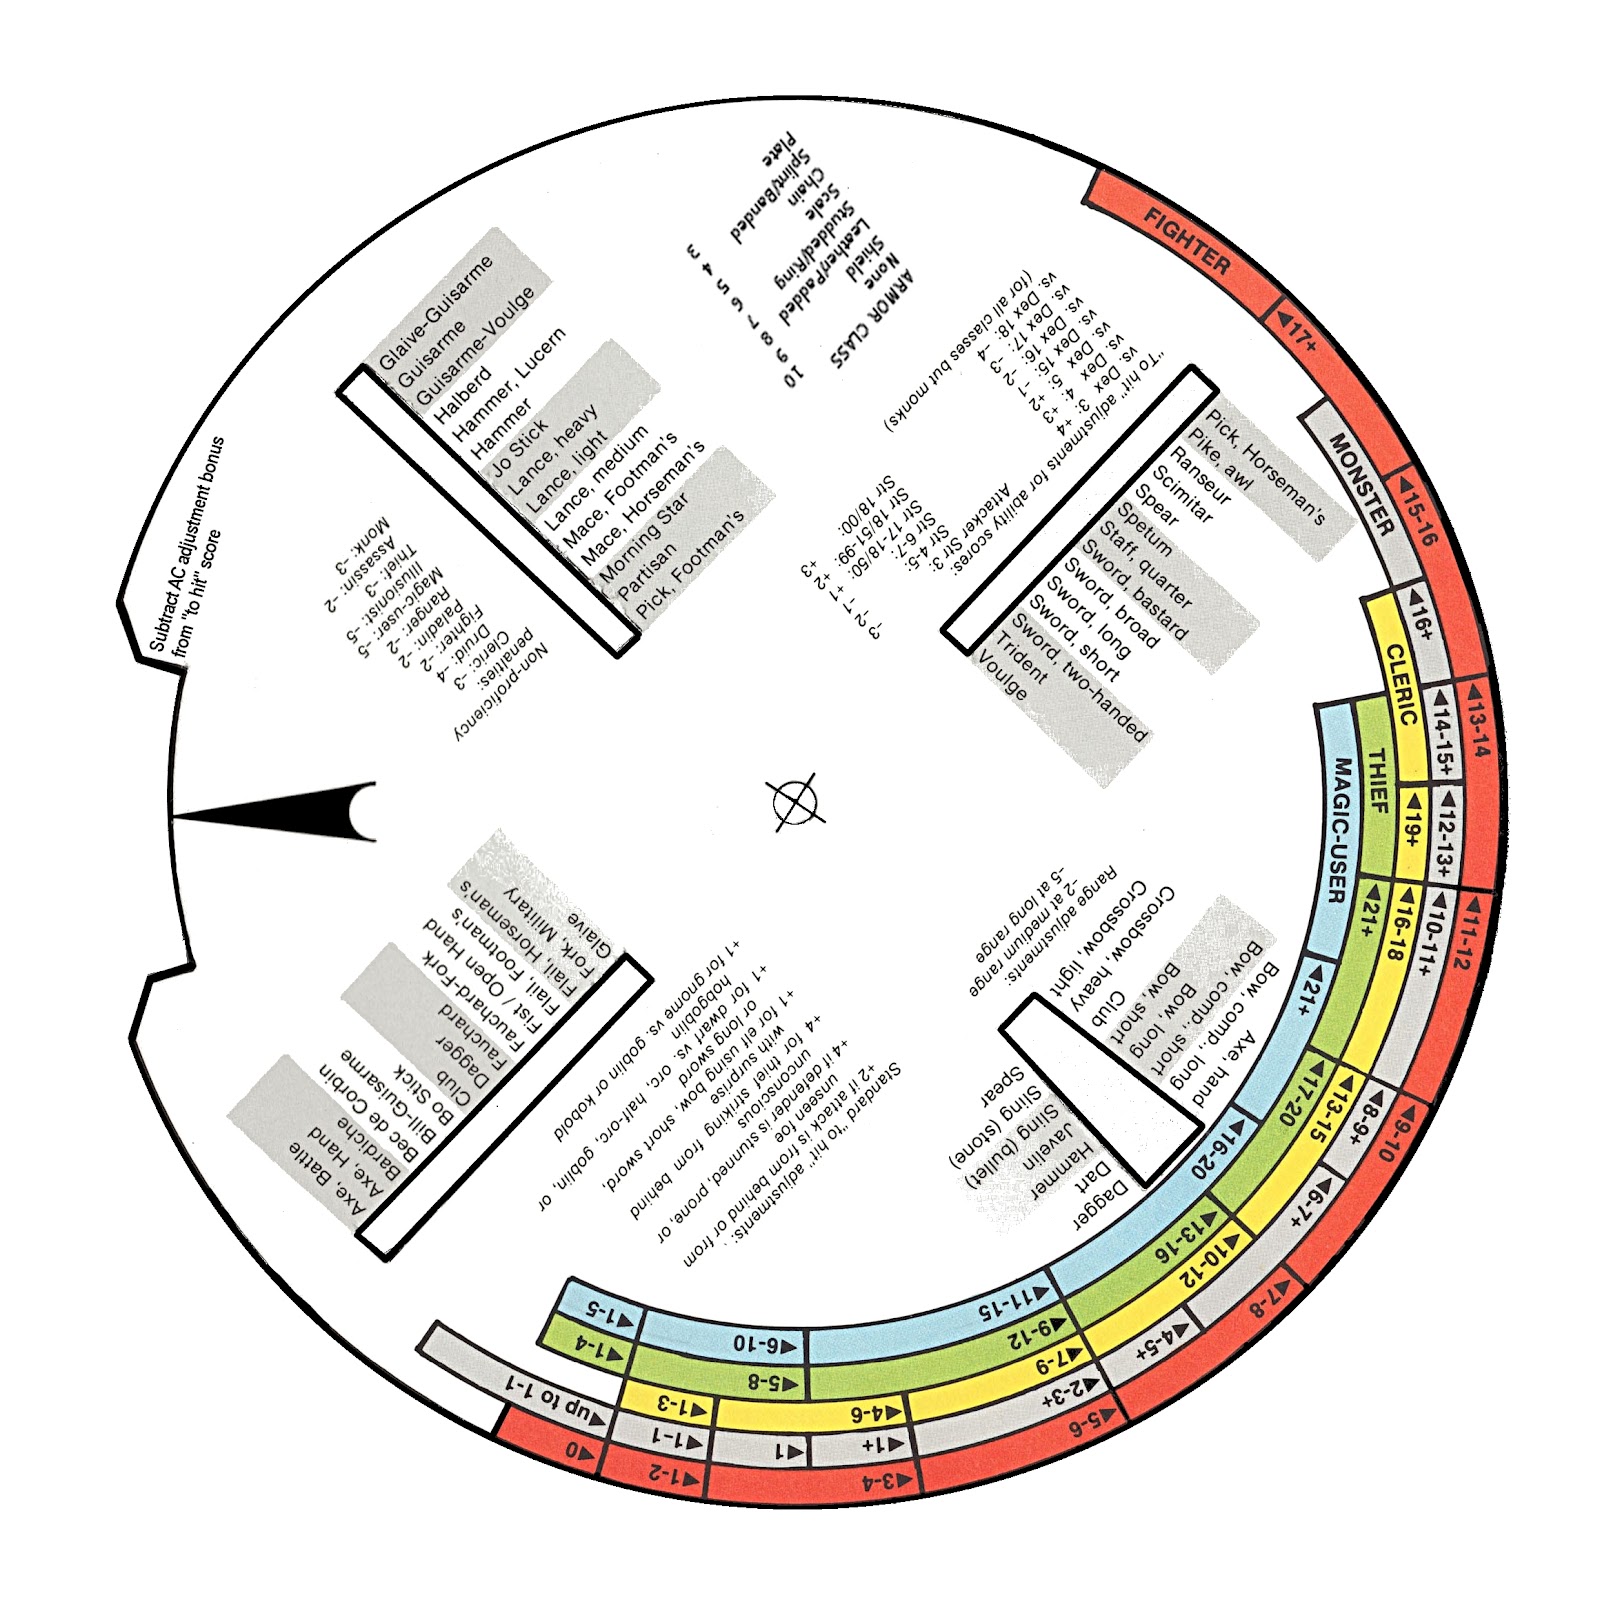 ARMOR CLASS
None 10
Shield 9
Leather/Padded 8
Studded/Ring 7
Scale 6
Chain 5
Splint/Banded 4
Plate 3
Glaive-Guisarme
Guisarme
Guisarme-Voulge
Halberd
Hammer, Lucern
Hammer
Jo Stick
Lance, heavy
Lance, light
Lance, medium
Mace, Footman's
Mace, Horseman's
Morning Star
Partisan
Pick, Footman's
"To hit" adjustments for ability scores:
vs. Dex 3: +4
vs. Dex 4: +3
vs. Dex 5: +2
vs. Dex 15: –1
vs. Dex 16: –2
vs. Dex 17: –3
vs. Dex 18: –4
(for all classes but monks)
Attacker Str 3: –3
Str 4-5: –2
Str 6-7: –1
Str 17-18/50: +1
Str 18/51-99: +2
Str 18/00: +3
Pick, Horseman's
Pike, awl
Ranseur
Scimitar
Spear
Spetum
Staff, quarter
Sword, bastard
Sword, broad
Sword, long
Sword, short
Sword, two-handed
Trident
Voulge
Subtract AC adjustment bonus
from "to hit" score
Non-proficiency
penalties:
Cleric: –3
Druid: –4
Fighter: –2
Paladin: –2
Ranger: –2
Magic-user: –5
Illusionist: –5
Thief: –3
Assassin: –2
Monk: –3
Axe, Battle
Axe, Hand
Bardiche
Bec de Corbin
Bill-Guisarme
Bo Stick
Club
Dagger
Fauchard
Fauchard-Fork
Fist / Open Hand
Flail, Footman's
Flail, Horseman's
Fork, Military
Glaive
Standard "to hit" adjustments:
+2 if attack is from behind or from
unseen foe
+4 if defender is stunned, prone, or
unconscious
+4 for thief striking from behind
with surprise
+1 for elf using bow, short sword,
or long sword
+1 for dwarf vs. orc, half-orc, goblin, or
hobgoblin
+1 for gnome vs. goblin or kobold
Range adjustments:
–2 at medium range
–5 at long range
Axe, hand
Bow, comp., long
Bow, comp., short
Bow, long
Bow, short
Club
Crossbow, heavy
Crossbow, light
Dagger
Dart
Hammer
Javelin
Sling (bullet)
Sling (stone)
Spear
FIGHTER
17+
15-16
13-14
11-12
9-10
7-8
5-6
3-4
1-2
0
MONSTER
16+
14-15+
12-13+
10-11+
8-9+
6-7+
4-5+
2-3+
1+
1
1-1
up to 1-1
CLERIC
19+
16-18
13-15
10-12
7-9
4-6
1-3
THIEF
21+
17-20
13-16
9-12
5-8
1-4
MAGIC-USER
21+
16-20
11-15
6-10
1-5